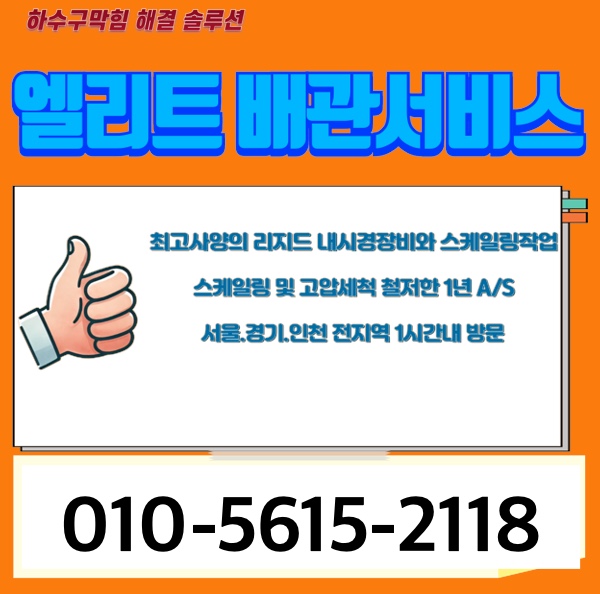 하수구막힘 해결 솔루션
엘리트 배관서비스
최고사양의 리지드 내시경장비와 스케일링작업
스케일링 및 고압세척 철저한 1년 A/S
서울.경기.인천 전지역 1시간내 방문
010-5615-2118